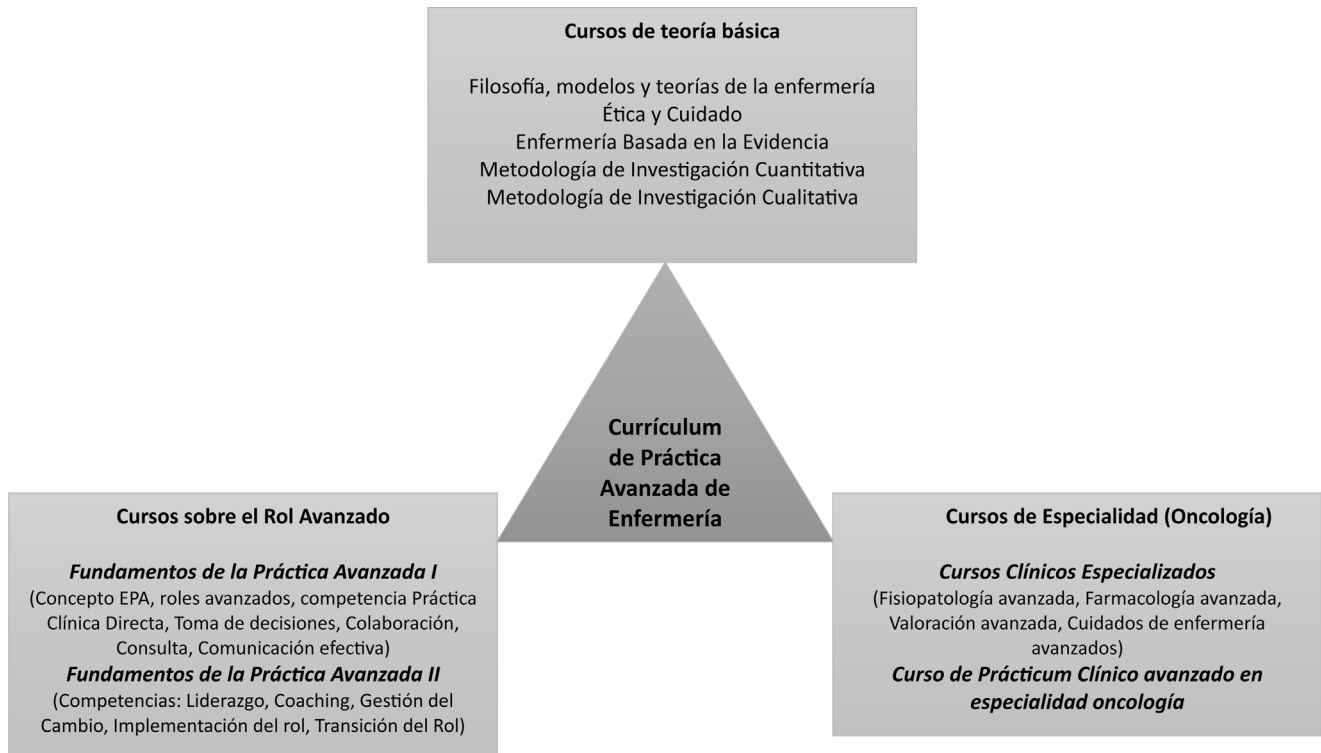 Cursos de teoría básica
Filosofía, modelos y teorías de la enfermería
Ética y Cuidado
Enfermería Basada en la Evidencia
Metodología de Investigación Cuantitativa
Metodología de Investigación Cualitativa
Currículum
de Práctica
Avanzada de
Enfermería
Cursos sobre el Rol Avanzado
Fundamentos de la Práctica Avanzada I
(Concepto EPA, roles avanzados, competencia Práctica
Clínica Directa, Toma de decisiones, Colaboración,
Consulta, Comunicación efectiva)
Fundamentos de la Práctica Avanzada II
(Competencias: Liderazgo, Coaching, Gestión del
Cambio, Implementación del rol, Transición del Rol)
Cursos de Especialidad (Oncología)
Cursos Clínicos Especializados
(Fisiopatología avanzada, Farmacología avanzada,
Valoración avanzada, Cuidados de enfermería
avanzados)
Curso de Prácticum Clínico avanzado en
especialidad oncología